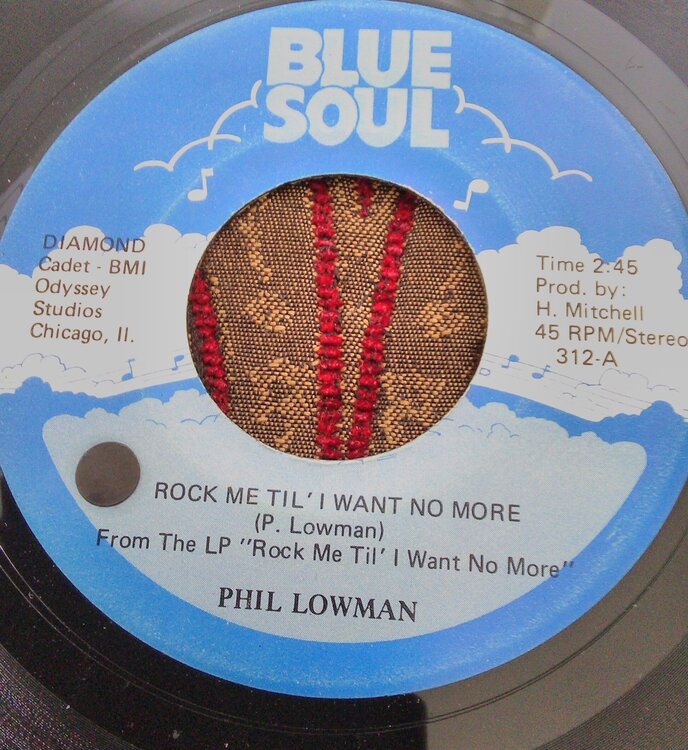 BLUE
SOUL
DIAMOND
Cadet - BMI
Odyssey
Studios
Chicago, Il.
Time 2:45
Prod. by:
H. Mitchell
45 RPM/Stereo
312-A
ROCK ME TIL' I WANT NO MORE
(P. Lowman)
From The LP "Rock Me Til' I Want No More"
PHIL LOWMAN